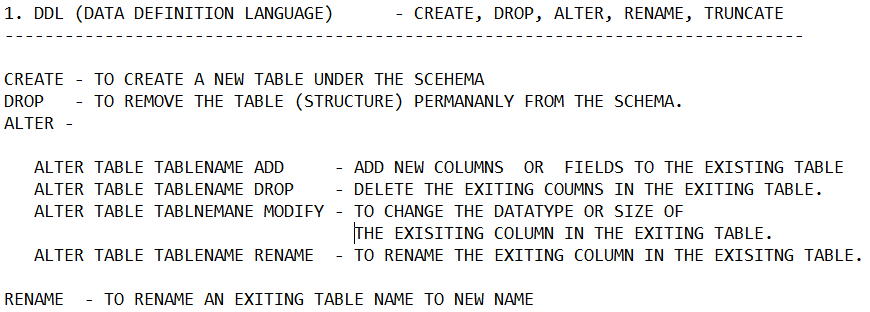 1. DDL (DATA DEFINITION LANGUAGE) - CREATE, DROP, ALTER, RENAME, TRUNCATE
--------------------------------------------------------------------------------
CREATE - TO CREATE A NEW TABLE UNDER THE SCEHEMA
DROP - TO REMOVE THE TABLE (STRUCTURE) PERMANANLY FROM THE SCHEMA.
ALTER -
ALTER TABLE TABLENAME ADD - ADD NEW COLUMNS OR FIELDS TO THE EXISTING TABLE
ALTER TABLE TABLENAME DROP - DELETE THE EXITING COUMNS IN THE EXITING TABLE.
ALTER TABLE TABLNEMANE MODIFY - TO CHANGE THE DATATYPE OR SIZE OF
THE EXISITING COLUMN IN THE EXITING TABLE.
ALTER TABLE TABLENAME RENAME - TO RENAME THE EXITING COLUMN IN THE EXISITNG TABLE.
RENAME - TO RENAME AN EXITING TABLE NAME TO NEW NAME